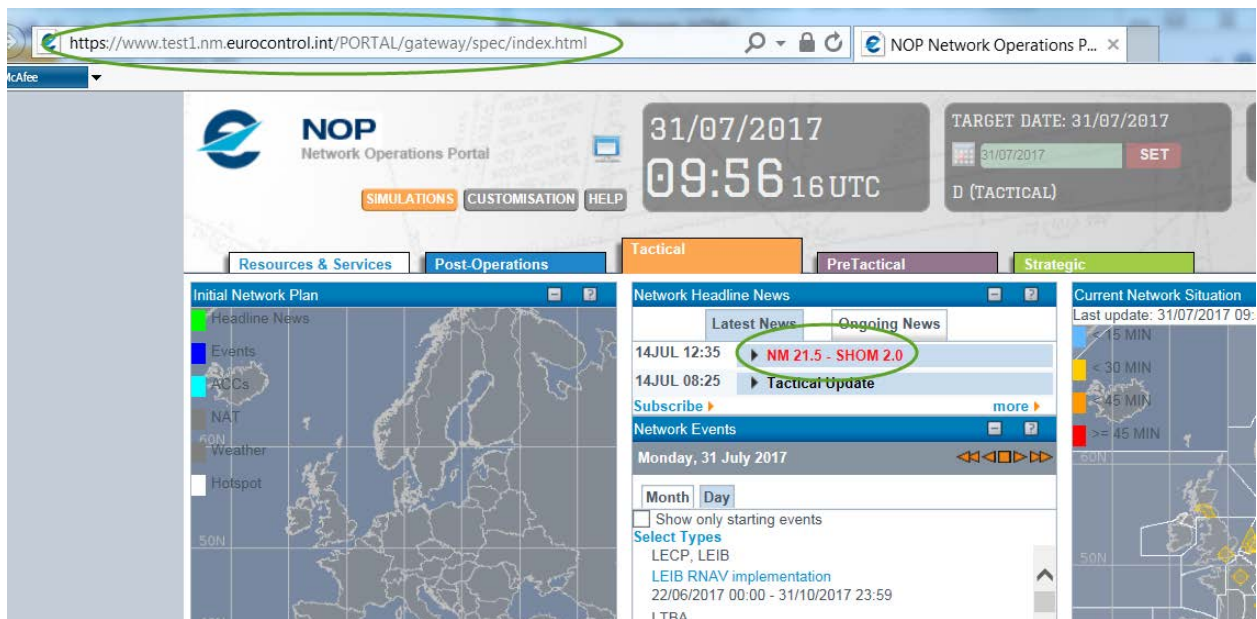 https://www.test1.nm.eurocontrol.int/PORTAL/gateway/spec/index.html
NOP Network Operations P...
McAfee
NOP
Network Operations Portal
SIMULATIONS CUSTOMISATION HELP
31/07/2017
09:56 16 UTC
TARGET DATE: 31/07/2017
31/07/2017 SET
D (TACTICAL)
Resources & Services
Post-Operations
Tactical
PreTactical
Strategic
Initial Network Plan
Headline News
Events
ACCs
NAT
60N
Weather
Hotspot
50N
Network Headline News
Latest News Ongoing News
14JUL 12:35 NM 21.5 - SHOM 2.0
14JUL 08:25 Tactical Update
Subscribe more
Network Events
Monday, 31 July 2017
Month Day
Show only starting events
Select Types
LECP, LEIB
LEIB RNAV implementation
22/06/2017 00:00 - 31/10/2017 23:59
LTBA
Current Network Situation
Last update: 31/07/2017 09:
< 15 MIN
< 30 MIN
< 45 MIN
>= 45 MIN
60N
50N